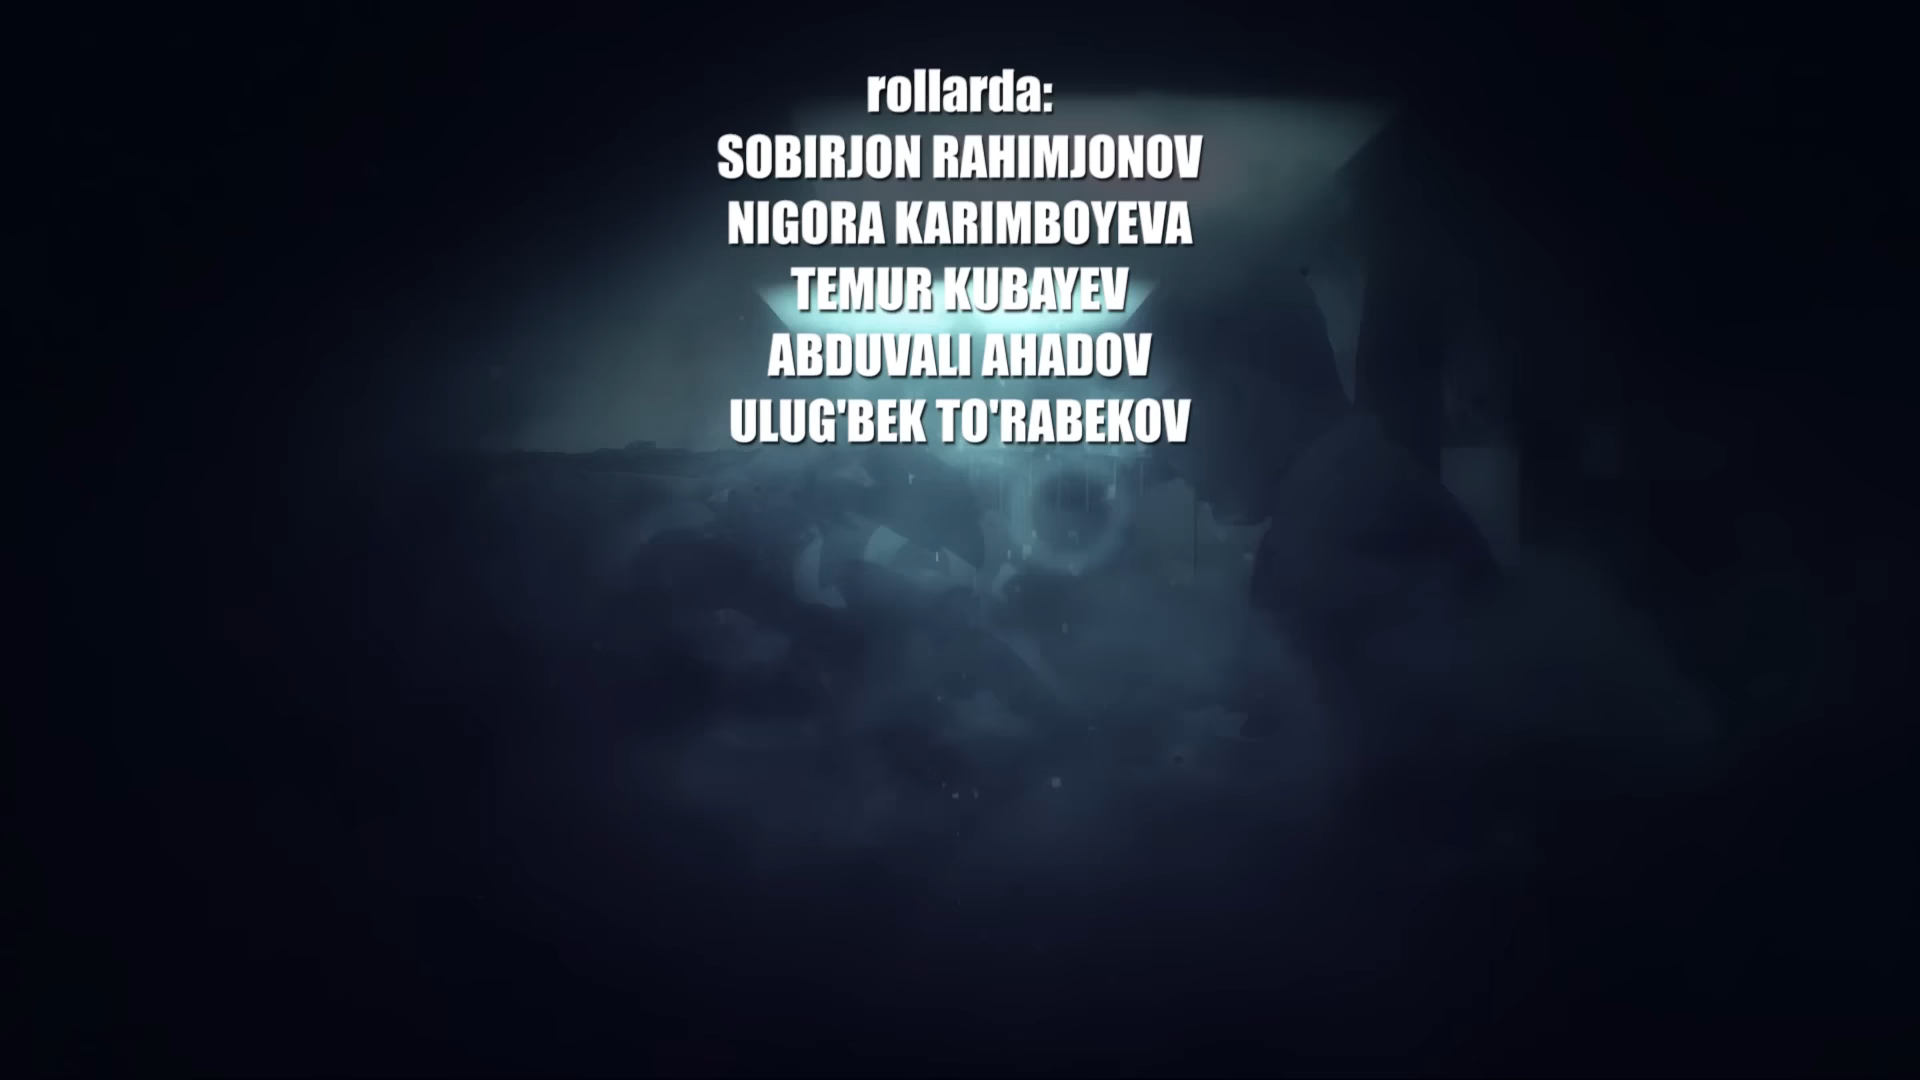 rollarda:
SOBIRJON RAHIMJONOV
NIGORA KARIMBOYEVA
TEMUR KUBAYEV
ABDUVALI AHADOV
ULUG'BEK TO'RABEKOV